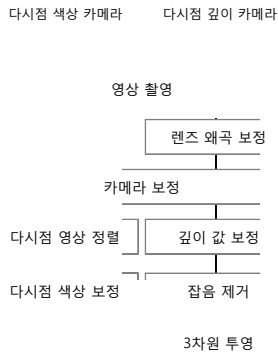 다시점 색상 카메라 다시점 깊이 카메라
영상 촬영
렌즈 왜곡 보정
카메라 보정
다시점 영상 정렬 깊이 값 보정
다시점 색상 보정 잡음 제거
3차원 투영